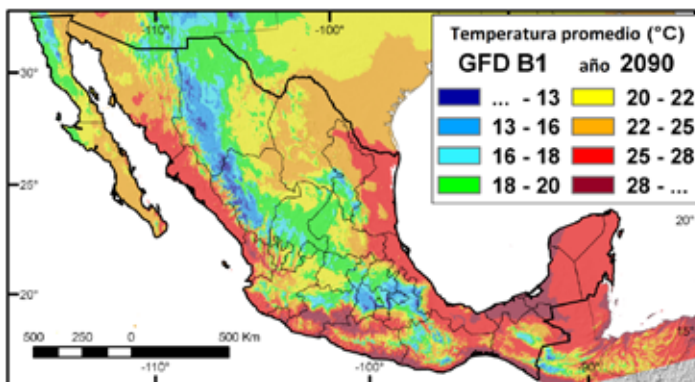 -110° -100°
Temperatura promedio (°C)
GFD B1 año 2090
... - 13 20 - 22
13 - 16 22 - 25
16 - 18 25 - 28
18 - 20 28 - ...
30°
25°
20°
20°
15°
500 250 0 500 Km
-110° -100° -90°